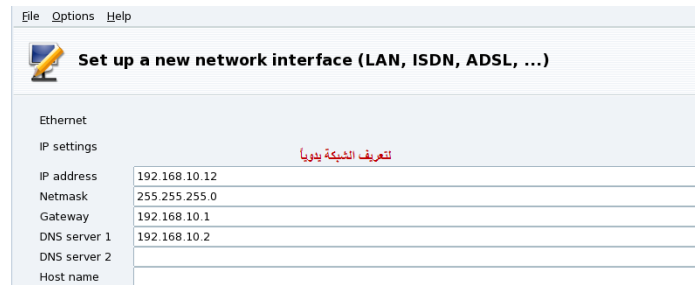 File Options Help
Set up a new network interface (LAN, ISDN, ADSL, ...)
Ethernet
IP settings
لتعريف الشبكة يدوياً
IP address 192.168.10.12
Netmask 255.255.255.0
Gateway 192.168.10.1
DNS server 1 192.168.10.2
DNS server 2
Host name